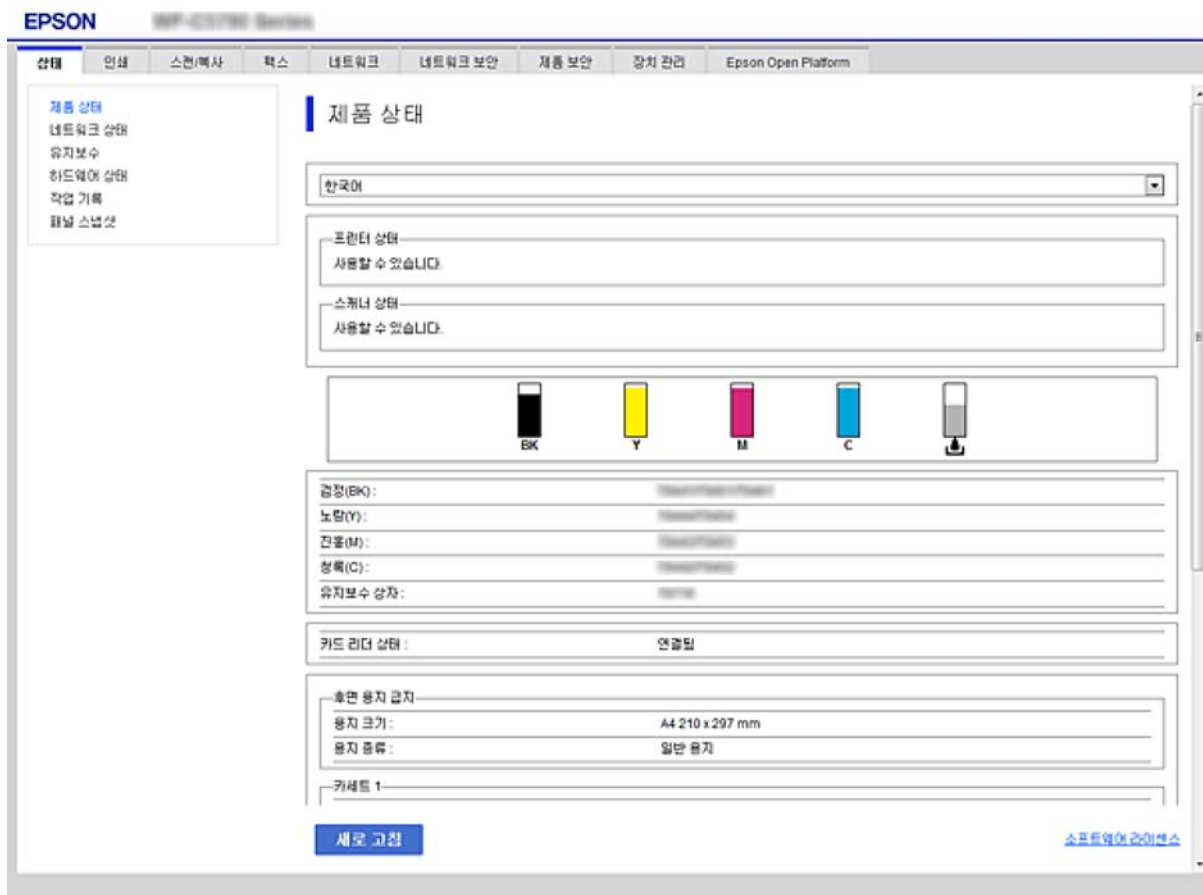 EPSON
상태 인쇄 스캔/복사 팩스 네트워크 네트워크 보안 제품 보안 장치 관리 Epson Open Platform
제품 상태
네트워크 상태
유지보수
하드웨어 상태
작업 기록
패널 스냅샷
제품 상태
한국어
프린터 상태
사용할 수 있습니다.
스캐너 상태
사용할 수 있습니다.
BK Y M C
검정(BK) :
노랑(Y) :
진홍(M) :
청록(C) :
유지보수 상자 :
카드 리더 상태 : 연결됨
후면 용지 급지
용지 크기 : A4 210 x 297 mm
용지 종류 : 일반 용지
카세트 1
새로 고침
소프트웨어 라이센스